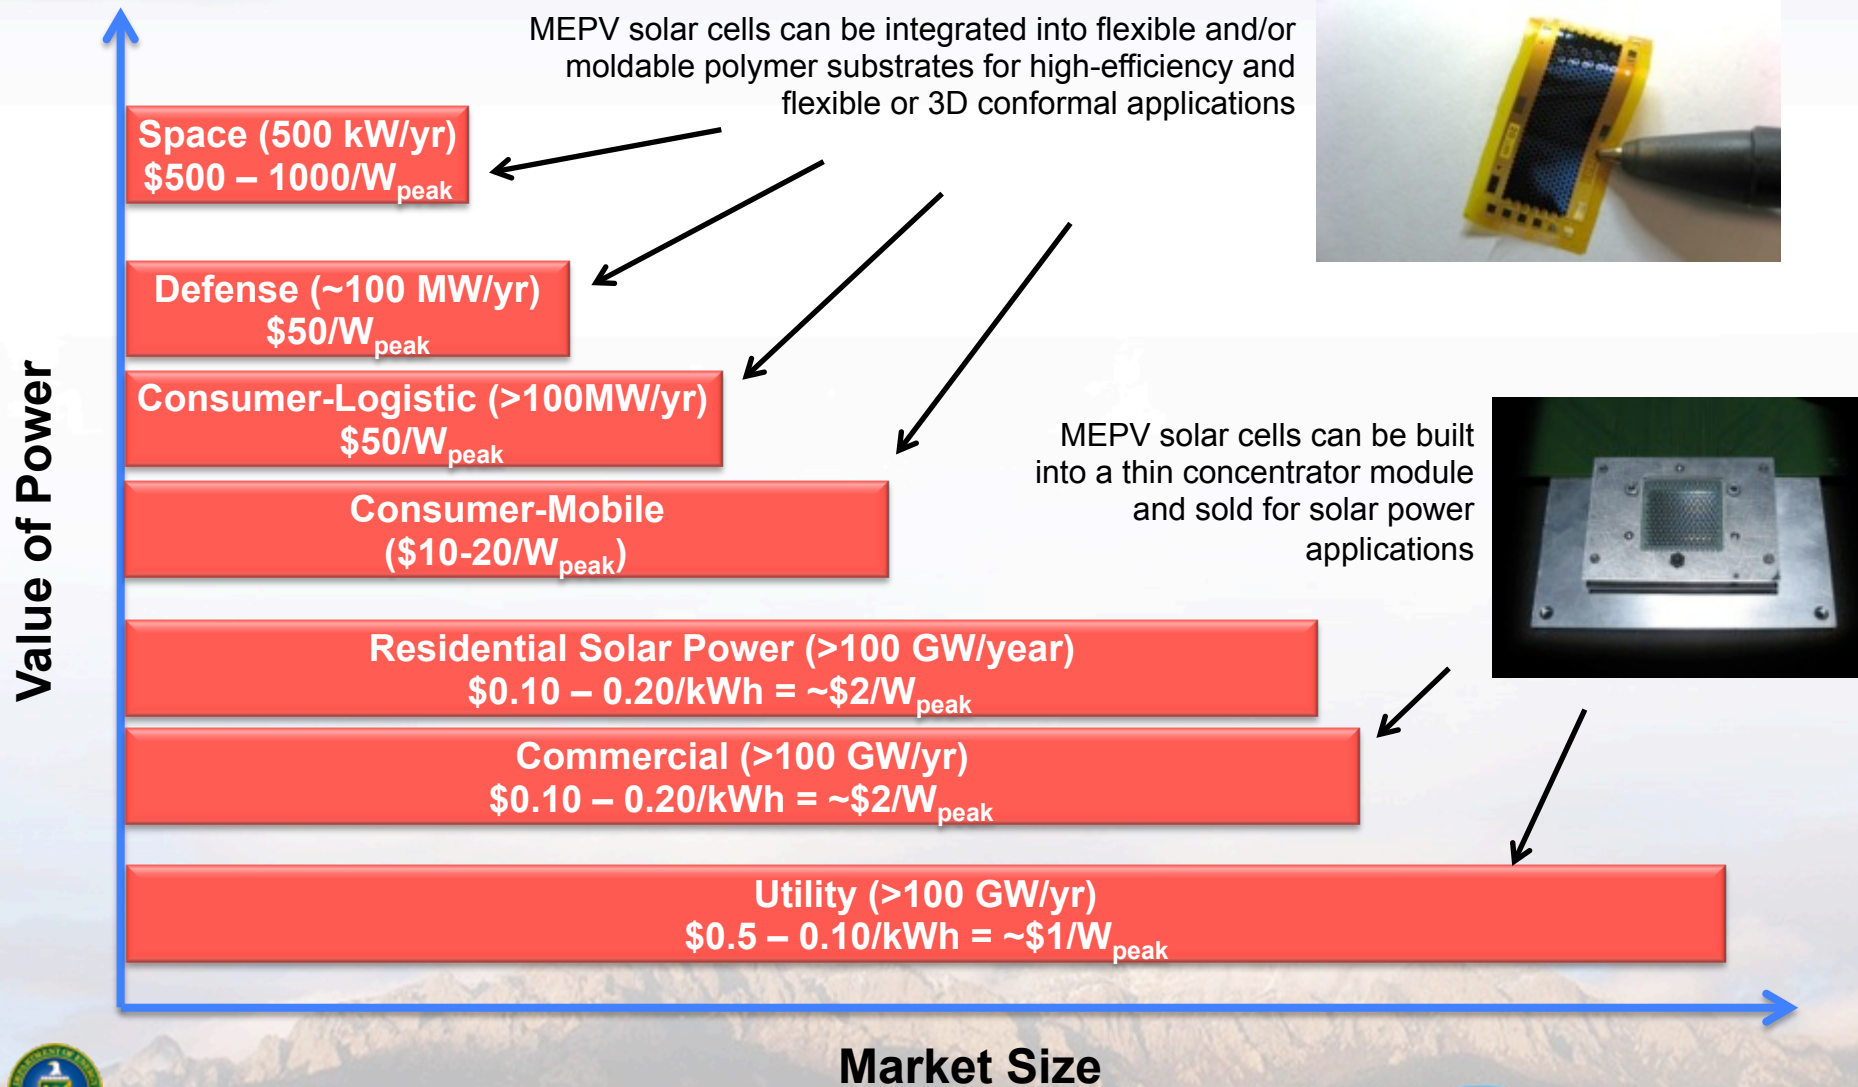 MEPV solar cells can be integrated into flexible and/or
moldable polymer substrates for high-efficiency and
flexible or 3D conformal applications
Space (500 kW/yr)
$500 – 1000/Wpeak
Defense (~100 MW/yr)
$50/Wpeak
Consumer-Logistic (>100MW/yr)
$50/Wpeak
Consumer-Mobile
($10-20/Wpeak)
MEPV solar cells can be built
into a thin concentrator module
and sold for solar power
applications
Residential Solar Power (>100 GW/year)
$0.10 – 0.20/kWh = ~$2/Wpeak
Commercial (>100 GW/yr)
$0.10 – 0.20/kWh = ~$2/Wpeak
Utility (>100 GW/yr)
$0.5 – 0.10/kWh = ~$1/Wpeak
Value of Power
Market Size